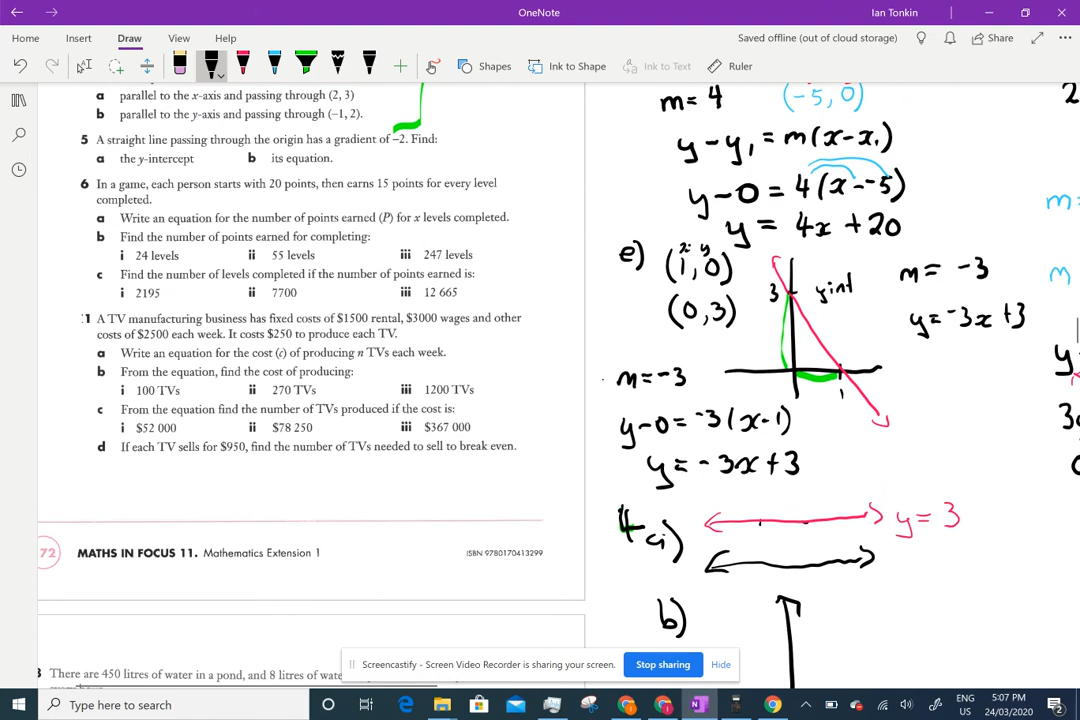 OneNote
Ian Tonkin
Home Insert Draw View Help
Saved offline (out of cloud storage)
Share
Ink to Shape
Shapes
Ink to Text
Ruler
a parallel to the x-axis and passing through (2, 3)
b parallel to the y-axis and passing through (−1, 2).
5 A straight line passing through the origin has a gradient of −2. Find:
a the y-intercept b its equation.
6 In a game, each person starts with 20 points, then earns 15 points for every level
completed.
a Write an equation for the number of points earned (P) for x levels completed.
b Find the number of points earned for completing:
i 24 levels ii 55 levels iii 247 levels
c Find the number of levels completed if the number of points earned is:
i 2195 ii 7700 iii 12 665
:1 A TV manufacturing business has fixed costs of $1500 rental, $3000 wages and other
costs of $2500 each week. It costs $250 to produce each TV.
a Write an equation for the cost (c) of producing n TVs each week.
b From the equation, find the cost of producing:
i 100 TVs ii 270 TVs iii 1200 TVs
c From the equation find the number of TVs produced if the cost is:
i $52 000 ii $78 250 iii $367 000
d If each TV sells for $950, find the number of TVs needed to sell to break even.
72 MATHS IN FOCUS 11. Mathematics Extension 1 ISBN 9780170413299
3 There are 450 litres of water in a pond, and 8 litres of wate
m= 4 (-5, 0)
y-y₁ = m(x-x₁)
y-0 = 4(x--5)
y = 4x +20
e) (1, 0)
x y
(0, 3)
3 y int
1
m= -3
y=-3x+3
m=-3
y-0=-3(x-1)
y=-3x+3
4 a)
y= 3
b)
2
m=
m
y
3
Screencastify - Screen Video Recorder is sharing your screen.
Stop sharing
Hide
Type here to search
ENG
US
5:07 PM
24/03/2020
2